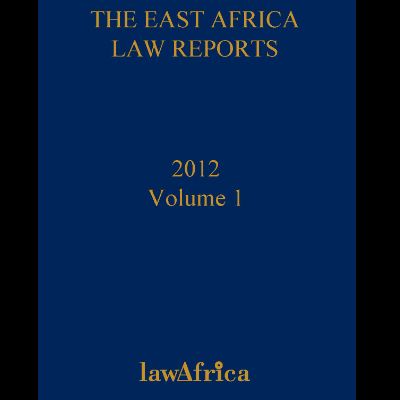 THE EAST AFRICA
LAW REPORTS
2012
Volume 1
lawAfrica